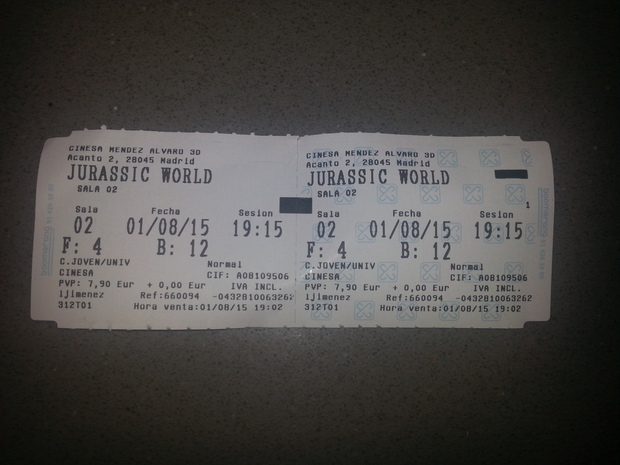 CINESA MENDEZ ALVARO 3D
Acanto 2, 28045 Madrid
JURASSIC WORLD
SALA 02
Sala Fecha Sesion
02 01/08/15 19:15
F: 4 B: 12
C.JOVEN/UNIV Normal
CINESA CIF: A08109506
PVP: 7,90 Eur + 0,00 Eur IVA INCL.
ljimenez Ref:660094 -0432810063262
312T01 Hora venta:01/08/15 19:02
CINESA MENDEZ ALVARO 3D
Acanto 2, 28045 Madrid
JURASSIC WORLD
SALA 02
1
Sala Fecha Sesion
02 01/08/15 19:15
F: 4 B: 12
C.JOVEN/UNIV Normal
CINESA CIF: A08109506
PVP: 7,90 Eur + 0,00 Eur IVA INCL.
ljimenez Ref:660094 -0432810063262
312T01 Hora venta:01/08/15 19:02